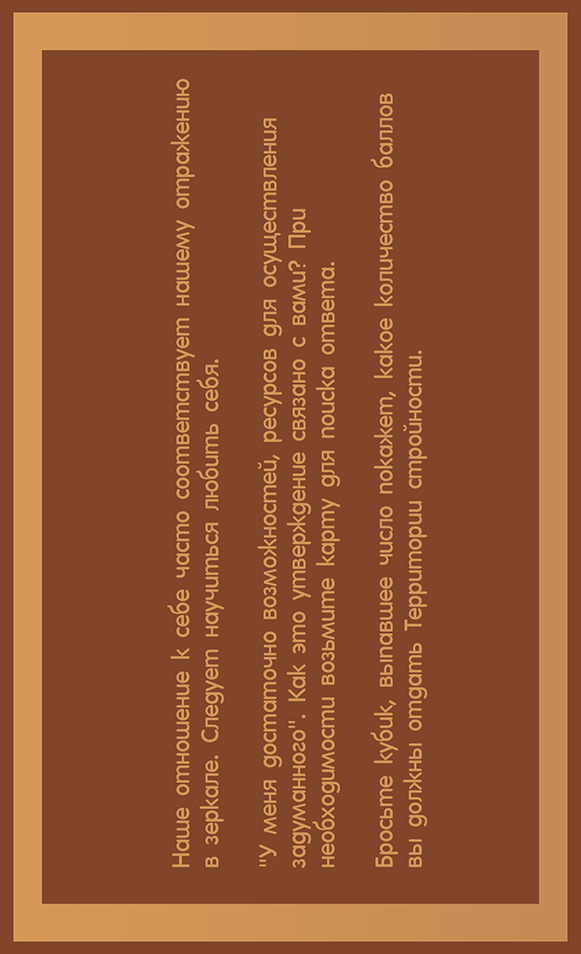 Наше отношение к себе часто соответствует нашему отражению
в зеркале. Следует научиться любить себя.
"У меня достаточно возможностей, ресурсов для осуществления
задуманного". Как это утверждение связано с вами? При
необходимости возьмите карту для поиска ответа.
Бросьте кубик, выпавшее число покажет, какое количество баллов
вы должны отдать Территории стройности.